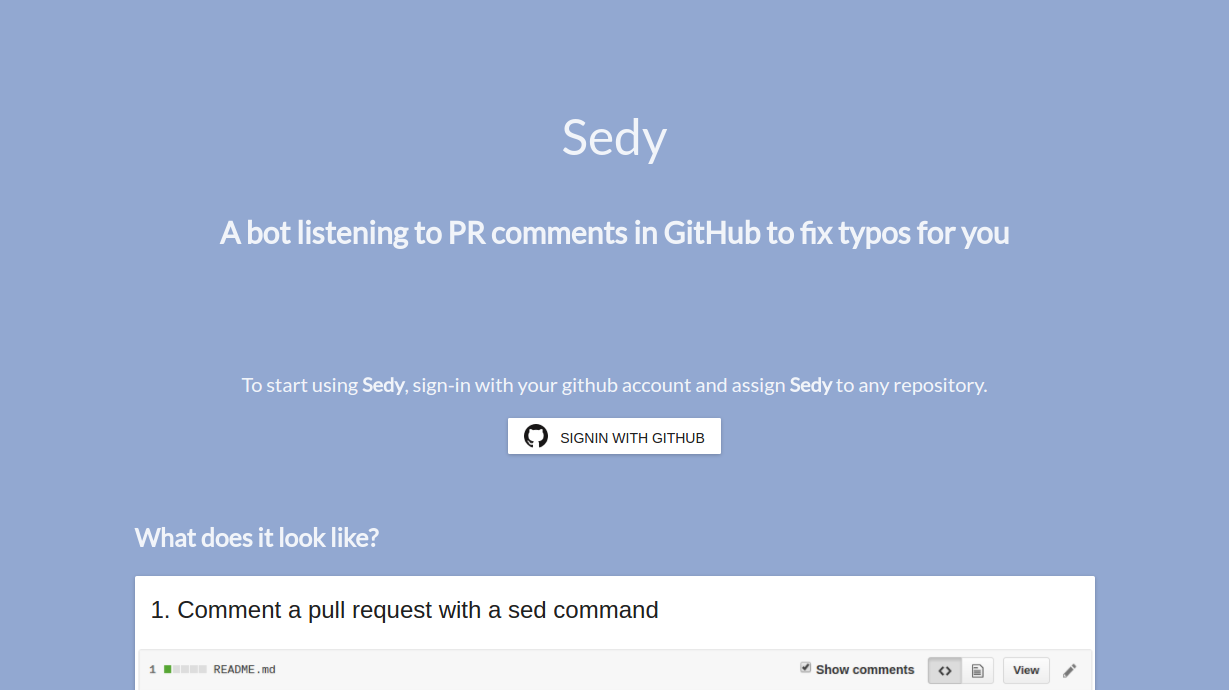 Sedy
A bot listening to PR comments in GitHub to fix typos for you
To start using Sedy, sign-in with your github account and assign Sedy to any repository.
SIGNIN WITH GITHUB
What does it look like?
1. Comment a pull request with a sed command
1 README.md Show comments <> View